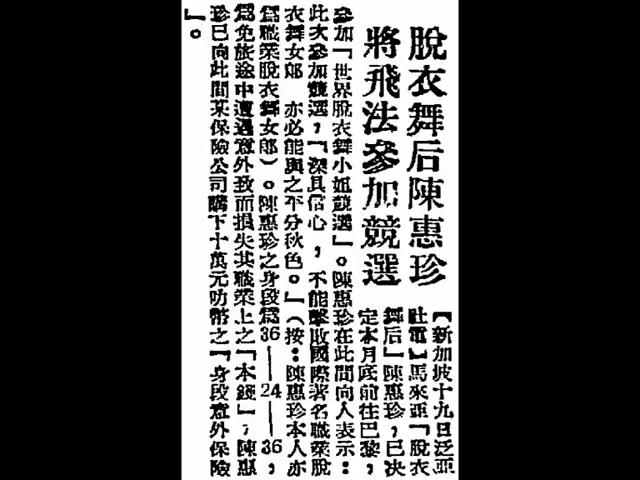 脫衣舞后陳惠珍
將飛法參加競選
【新加坡十九日泛亞
社電】馬來亞「脫衣
舞后」陳惠珍，已决
定本月底前往巴黎，
參加「世界脫衣舞小姐競選」。陳惠珍在此間向人表示：
此次參加競選，「深具信心，不能擊敗國際著名職業脫
衣舞女郎　亦必能與之平分秋色。」（按：陳惠珍本人亦
爲職業脫衣舞女郎）。陳惠珍之身段爲36—24—36，
爲免旅途中遭遇意外致而損失其職業上之「本錢」，陳惠
珍已向此間某保險公司購下十萬元叻幣之「身段意外保險
」。